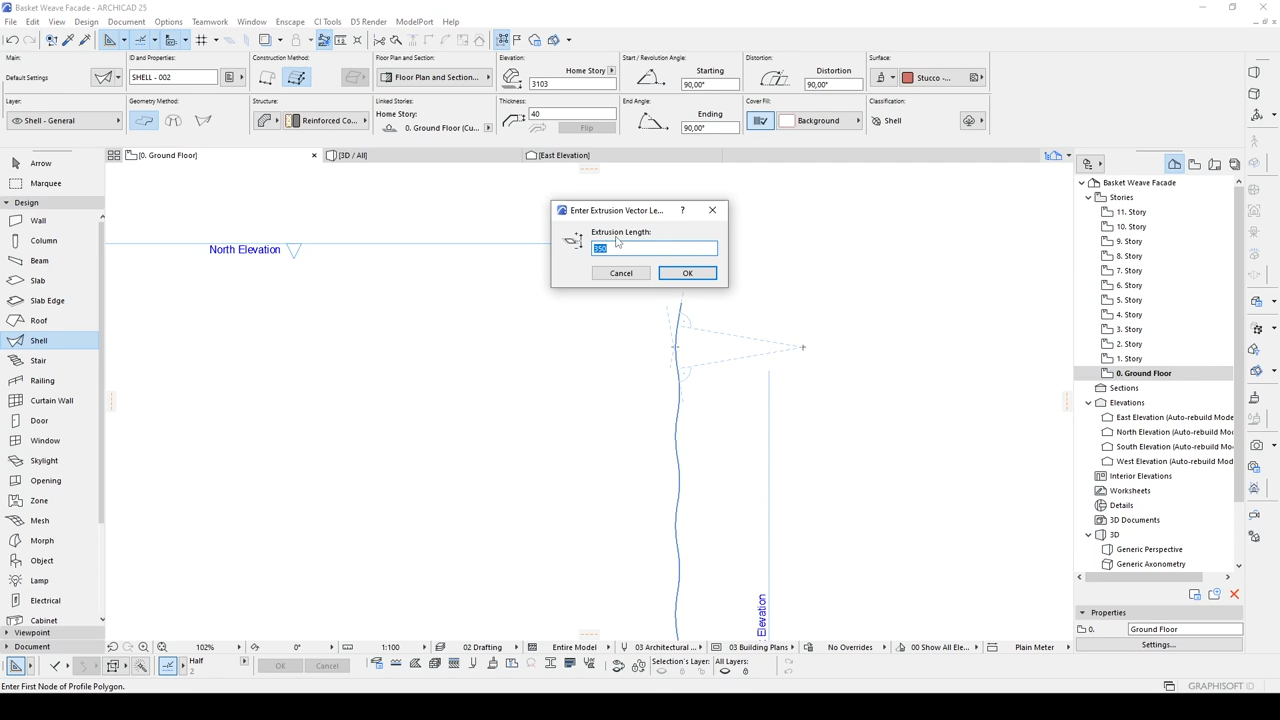 Basket Weave Facade - ARCHICAD 25
File Edit View Design Document Options Teamwork Window Enscape CI Tools D5 Render ModelPort Help
Main: ID and Properties: Construction Method: Floor Plan and Section: Elevation: Start / Revolution Angle: Distortion: Surface:
Default Settings SHELL - 002 Floor Plan and Section... Home Story 3103 Starting 90,00° Distortion 90,00° Stucco -...
Layer: Geometry Method: Structure: Linked Stories: Thickness: End Angle: Cover Fill: Classification:
Shell - General Reinforced Co... Home Story: 0. Ground Floor (Cu... 40 Flip Ending 90,00° Background Shell
[0. Ground Floor] [3D / All] [East Elevation]
Arrow
Marquee
Design
Wall
Column
Beam
Slab
Slab Edge
Roof
Shell
Stair
Railing
Curtain Wall
Door
Window
Skylight
Opening
Zone
Mesh
Morph
Object
Lamp
Electrical
Cabinet
Viewpoint
Document
North Elevation
Enter Extrusion Vector Le... ?
Extrusion Length:
350
Cancel OK
Elevation
Basket Weave Facade
Stories
11. Story
10. Story
9. Story
8. Story
7. Story
6. Story
5. Story
4. Story
3. Story
2. Story
1. Story
0. Ground Floor
Sections
Elevations
East Elevation (Auto-rebuild Mode
North Elevation (Auto-rebuild Mo
South Elevation (Auto-rebuild Mo
West Elevation (Auto-rebuild Mod
Interior Elevations
Worksheets
Details
3D Documents
3D
Generic Perspective
Generic Axonometry
Properties
0. Ground Floor
Settings...
102% 0° 1:100 02 Drafting Entire Model 03 Architectural ... 03 Building Plans No Overrides 00 Show All Ele... Plain Meter
Half
2
OK Cancel
Selection's Layer: All Layers:
Enter First Node of Profile Polygon.
GRAPHISOFT